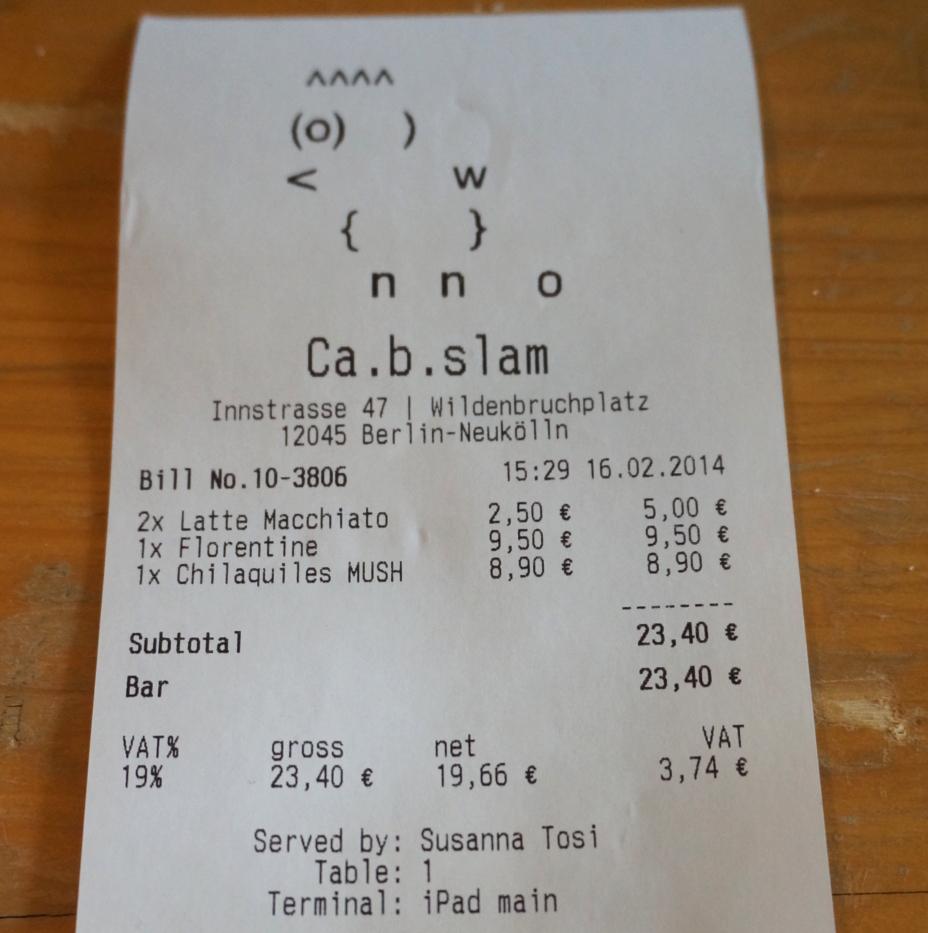 ^^^^
(o) )
< w
{ }
n n o
Ca.b.slam
Innstrasse 47 | Wildenbruchplatz
12045 Berlin-Neukölln
Bill No.10-3806 15:29 16.02.2014
2x Latte Macchiato 2,50 € 5,00 €
1x Florentine 9,50 € 9,50 €
1x Chilaquiles MUSH 8,90 € 8,90 €
--------
Subtotal 23,40 €
Bar 23,40 €
VAT% gross net VAT
19% 23,40 € 19,66 € 3,74 €
Served by: Susanna Tosi
Table: 1
Terminal: iPad main